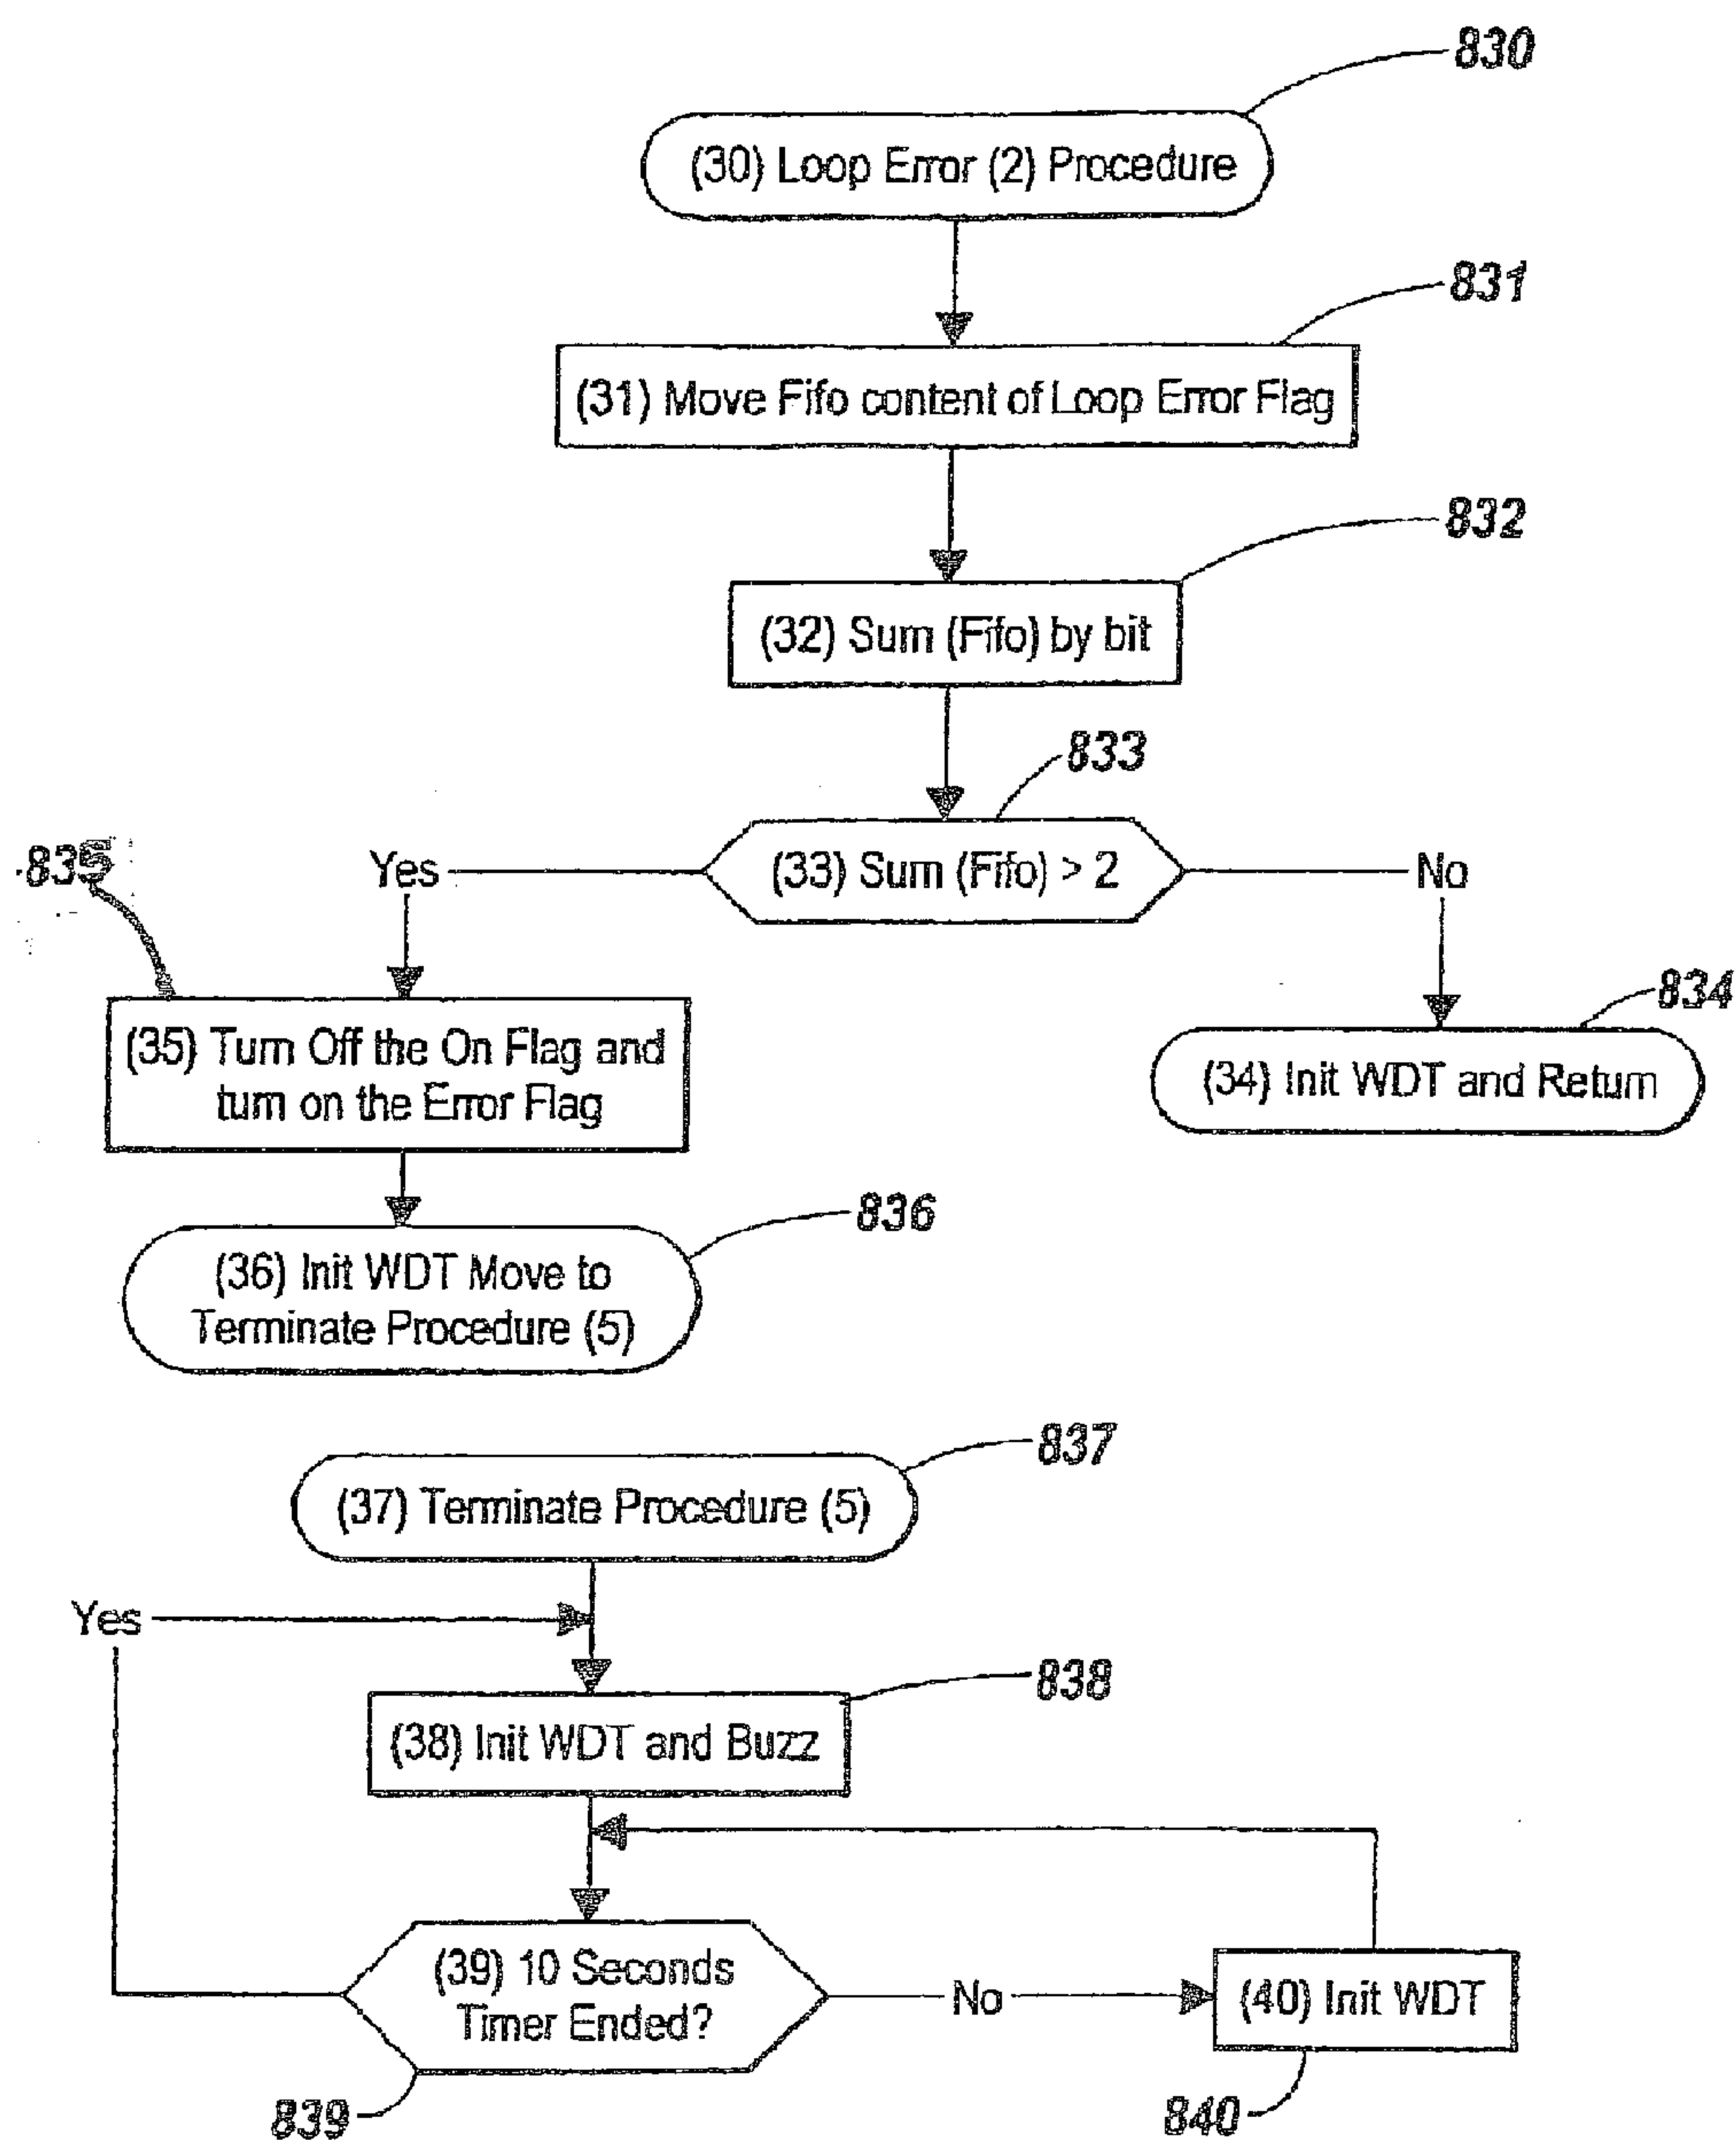 830
(30) Loop Error (2) Procedure
831
(31) Move Fifo content of Loop Error Flag
832
(32) Sum (Fifo) by bit
833
835
Yes
(33) Sum (Fifo) > 2
No
834
(35) Turn Off the On Flag and
turn on the Error Flag
(34) Init WDT and Return
836
(36) Init WDT Move to
Terminate Procedure (5)
837
(37) Terminate Procedure (5)
Yes
838
(38) Init WDT and Buzz
(39) 10 Seconds
Timer Ended?
No
(40) Init WDT
839
840